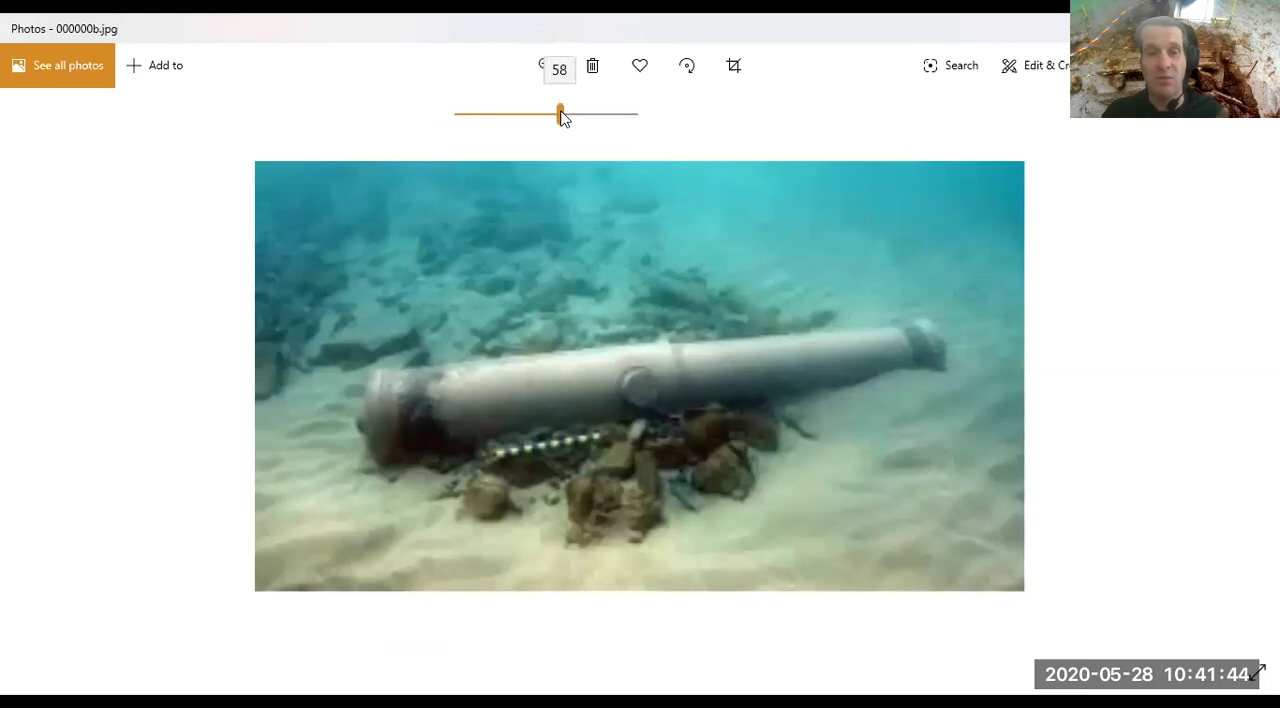 Photos - 000000b.jpg
See all photos
Add to
58
Search
Edit & Cr
2020-05-28 10:41:44